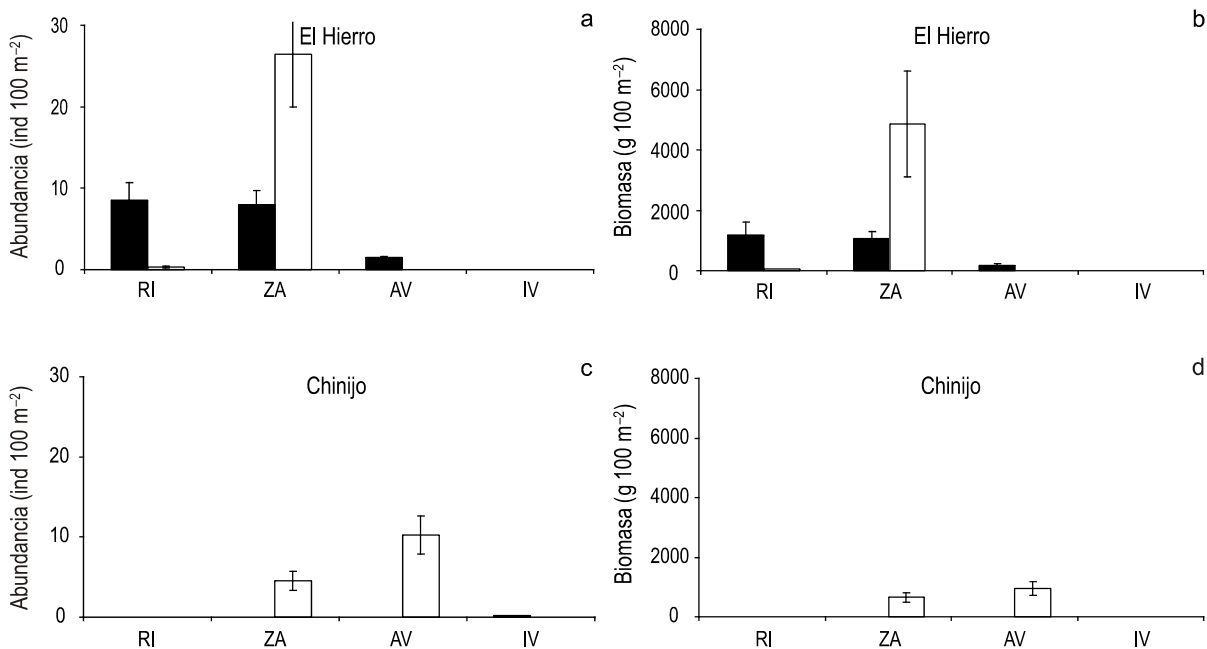 a
El Hierro
Abundancia (ind 100 m⁻²)
30
20
10
0
RI ZA AV IV
b
El Hierro
Biomasa (g 100 m⁻²)
8000
6000
4000
2000
0
RI ZA AV IV
c
Chinijo
Abundancia (ind 100 m⁻²)
30
20
10
0
RI ZA AV IV
d
Chinijo
Biomasa (g 100 m⁻²)
8000
6000
4000
2000
0
RI ZA AV IV